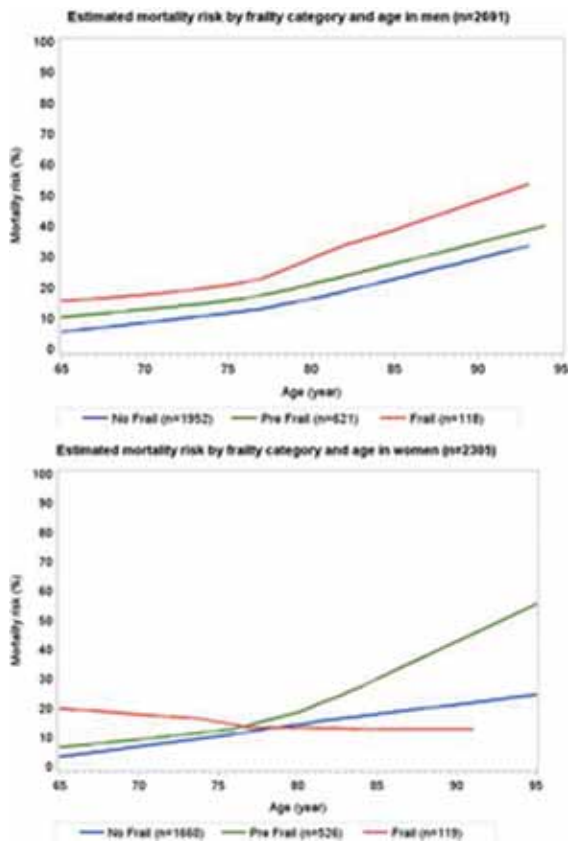 Estimated mortality risk by frailty category and age in men (n=2691)
100
90
80
70
60
50
40
30
20
10
0
Mortality risk (%)
65 70 75 80 85 90 95
Age (year)
No Frail (n=1952) Pre Frail (n=621) Frail (n=118)
Estimated mortality risk by frailty category and age in women (n=2305)
100
90
80
70
60
50
40
30
20
10
0
Mortality risk (%)
65 70 75 80 85 90 95
Age (year)
No Frail (n=1660) Pre Frail (n=526) Frail (n=119)